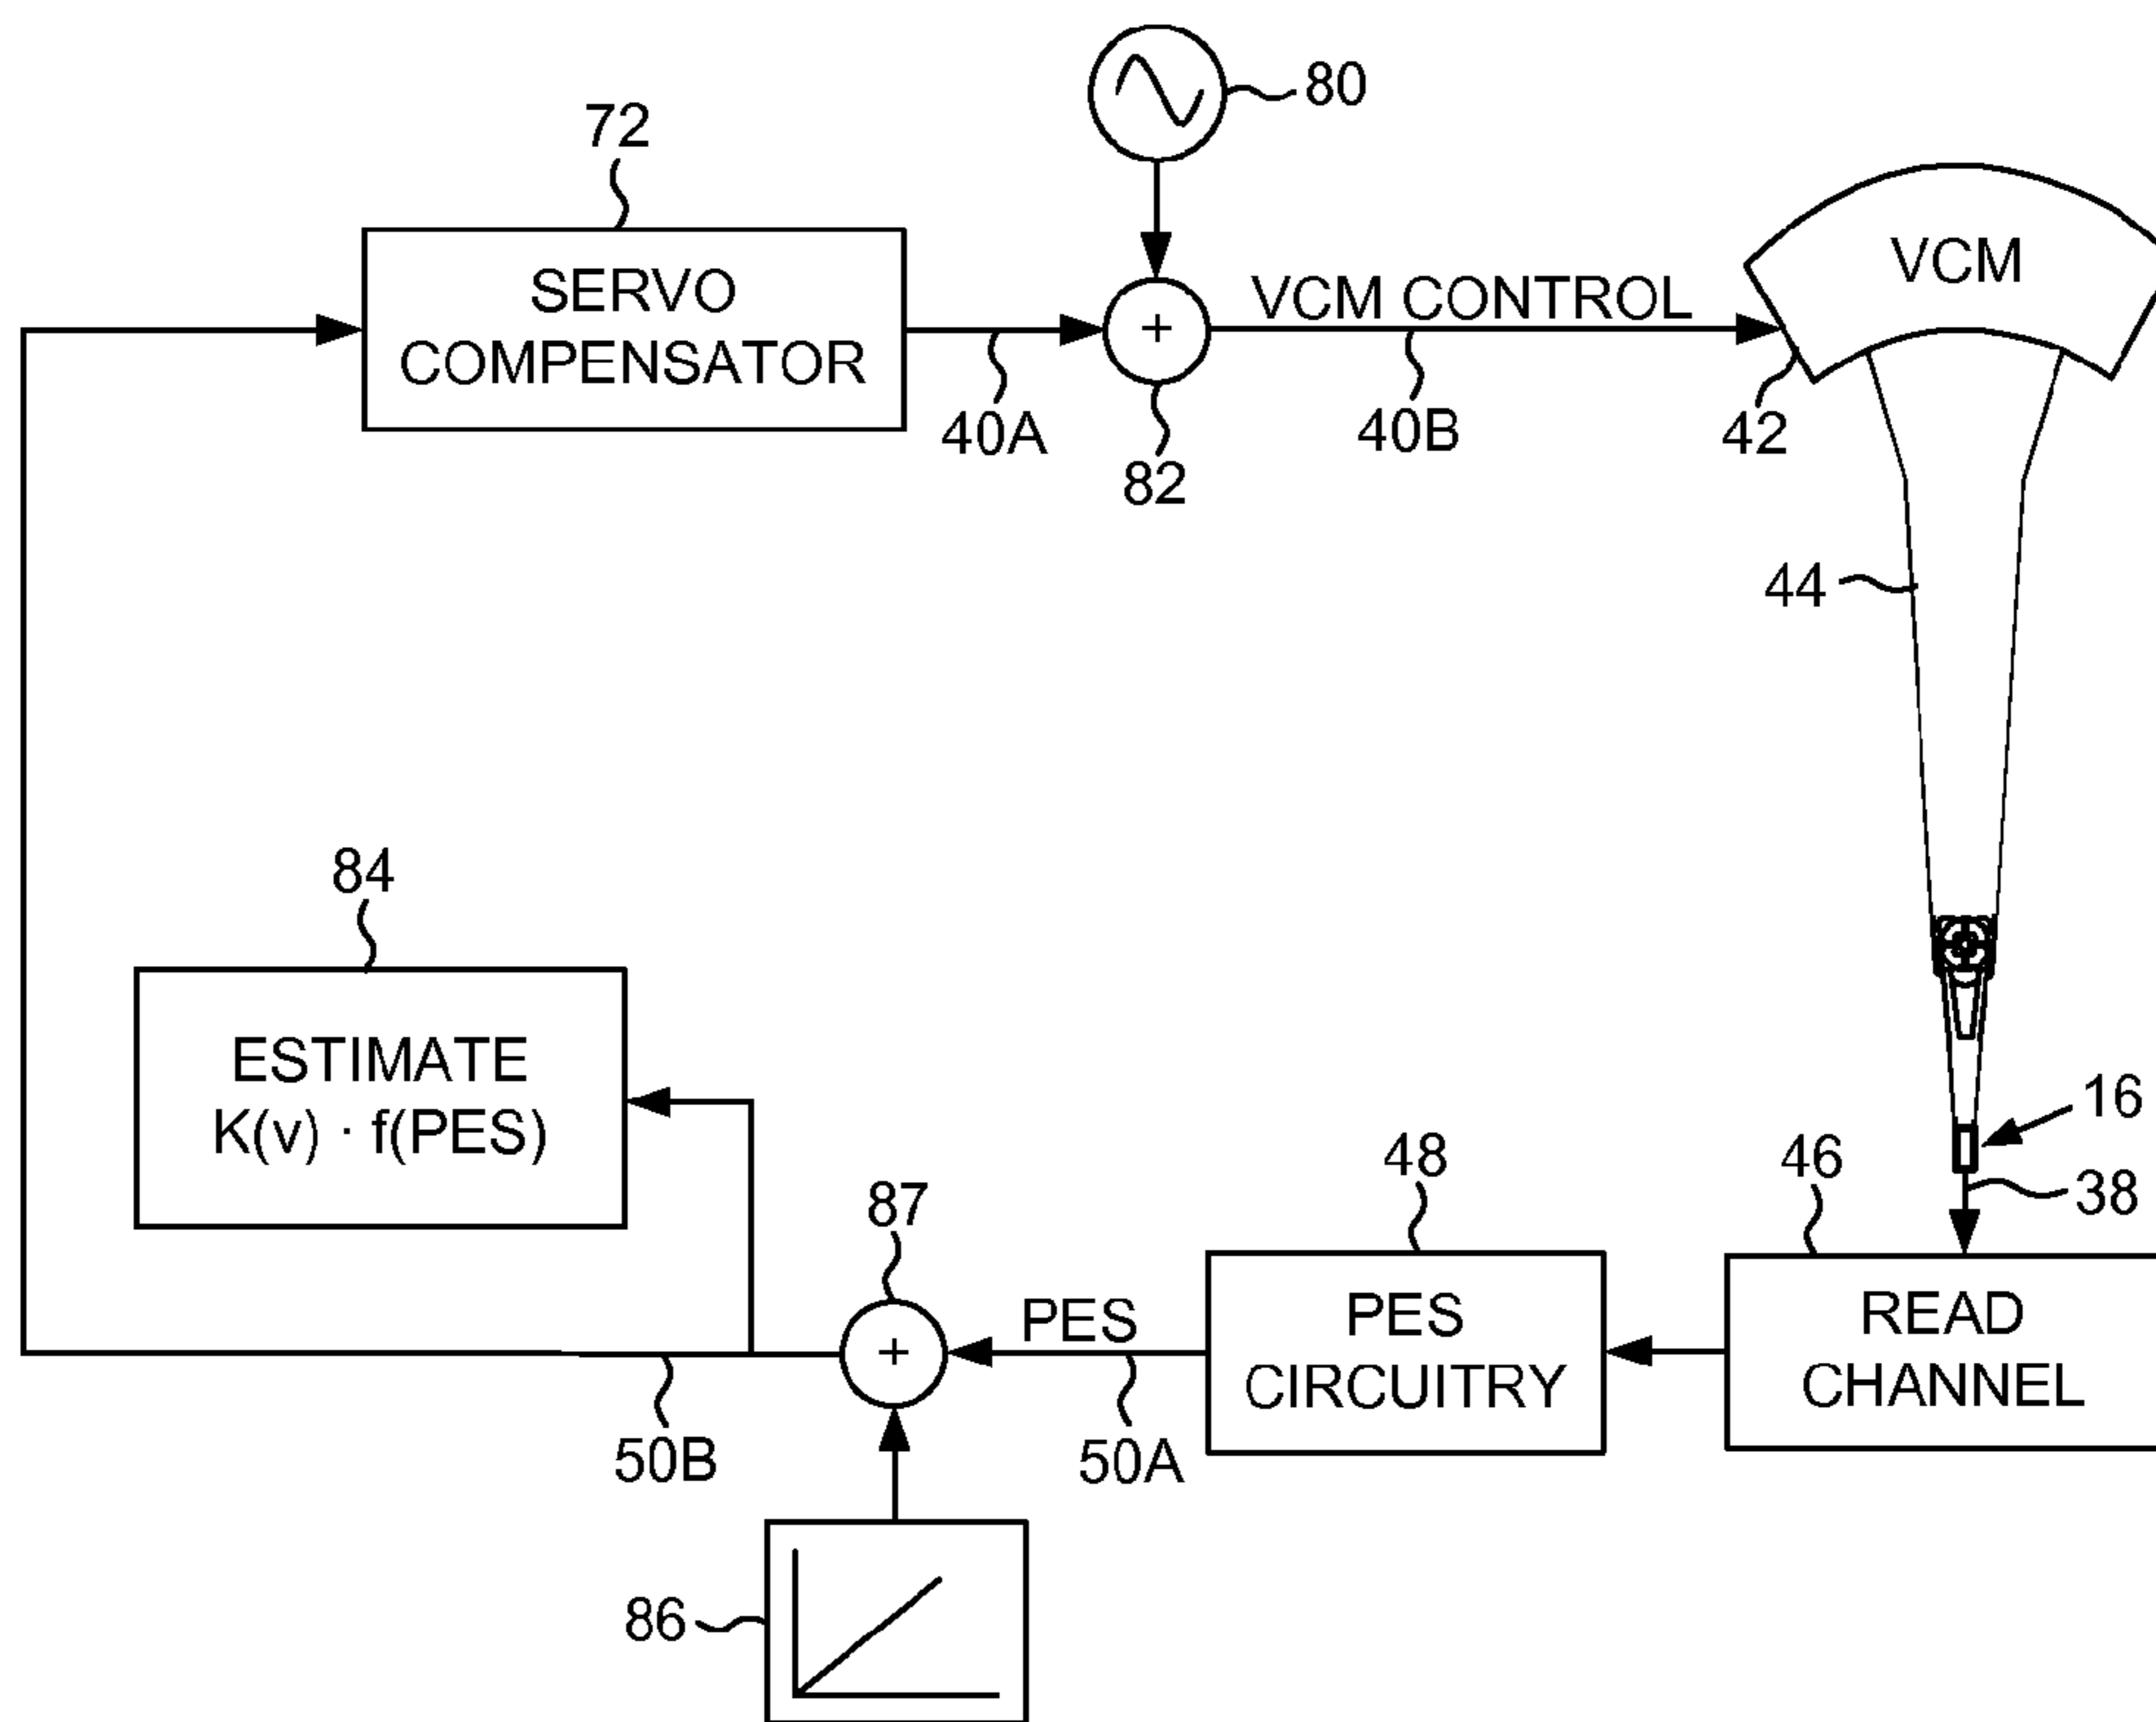 80
72
SERVO
COMPENSATOR
+
VCM CONTROL
VCM
40A
82
40B
42
44
84
ESTIMATE
K(v) · f(PES)
16
38
87
48
46
PES
+
PES
CIRCUITRY
READ
CHANNEL
50B
50A
86